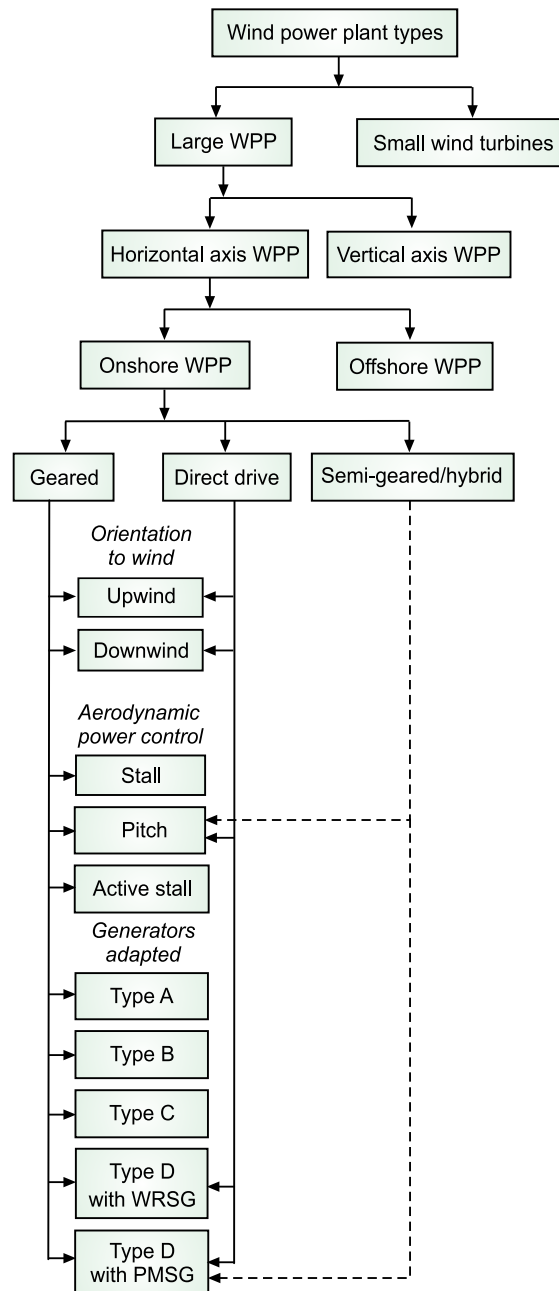 Wind power plant types
Large WPP
Small wind turbines
Horizontal axis WPP
Vertical axis WPP
Onshore WPP
Offshore WPP
Geared
Direct drive
Semi-geared/hybrid
Orientation
to wind
Upwind
Downwind
Aerodynamic
power control
Stall
Pitch
Active stall
Generators
adapted
Type A
Type B
Type C
Type D
with WRSG
Type D
with PMSG